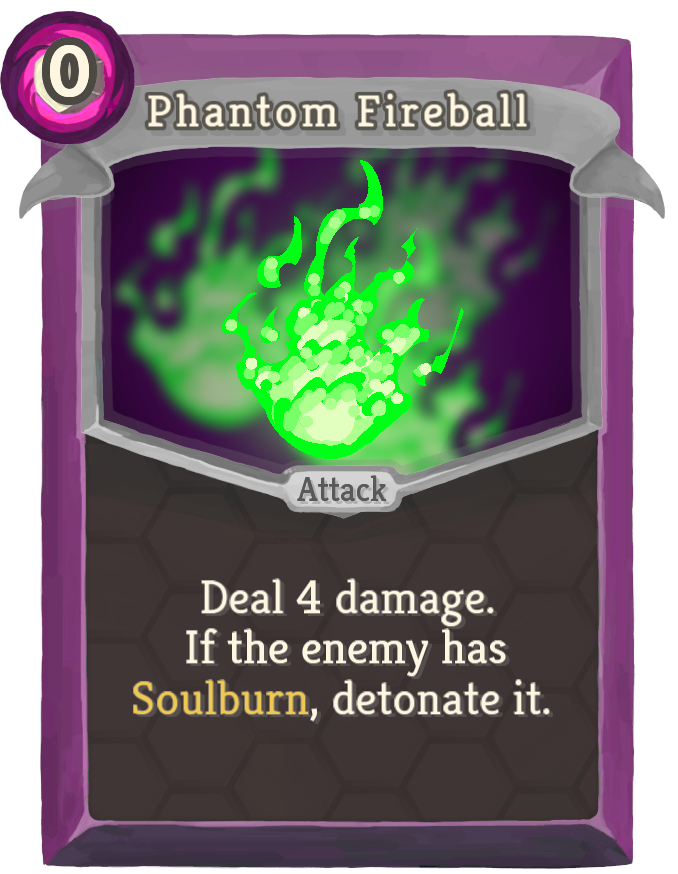 0
Phantom Fireball
Attack
Deal 4 damage.
If the enemy has
Soulburn, detonate it.